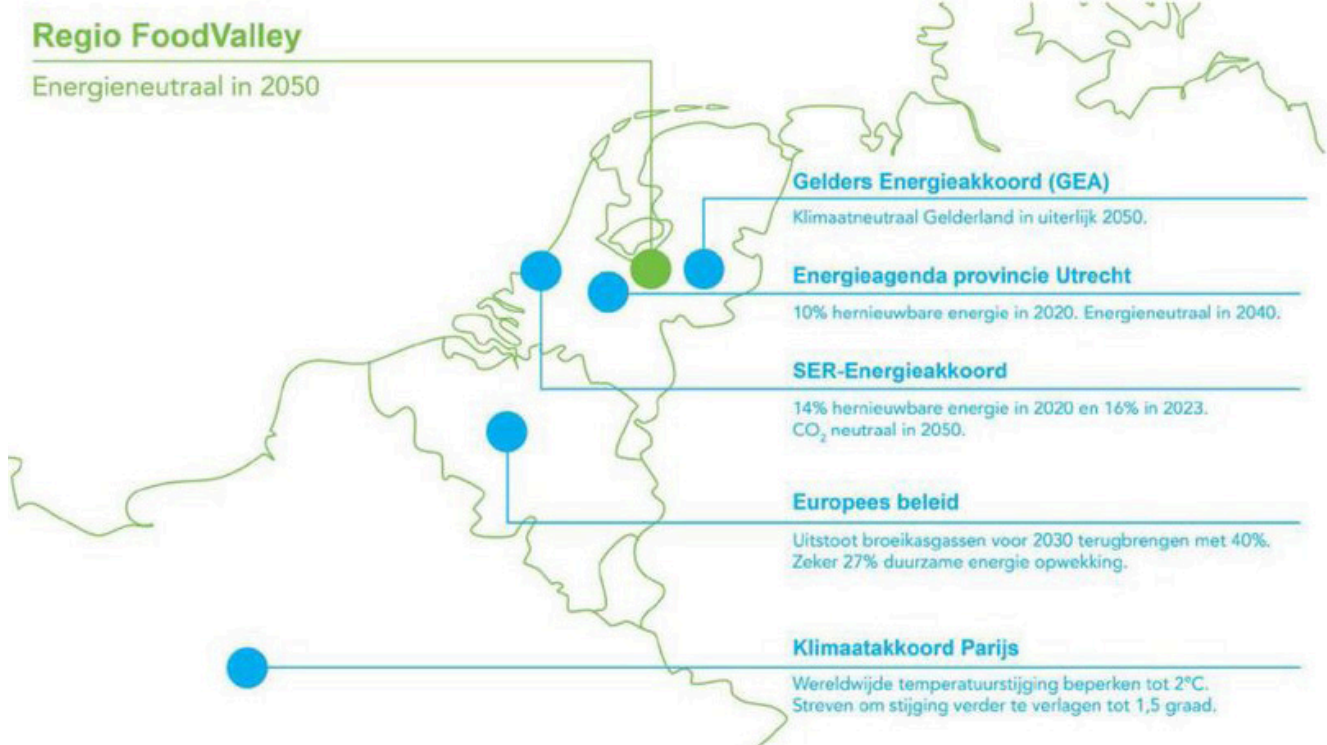 Regio FoodValley
Energieneutraal in 2050
Gelders Energieakkoord (GEA)
Klimaatneutraal Gelderland in uiterlijk 2050.
Energieagenda provincie Utrecht
10% hernieuwbare energie in 2020. Energieneutraal in 2040.
SER-Energieakkoord
14% hernieuwbare energie in 2020 en 16% in 2023.
CO₂ neutraal in 2050.
Europees beleid
Uitstoot broeikasgassen voor 2030 terugbrengen met 40%.
Zeker 27% duurzame energie opwekking.
Klimaatakkoord Parijs
Wereldwijde temperatuurstijging beperken tot 2°C.
Streven om stijging verder te verlagen tot 1,5 graad.